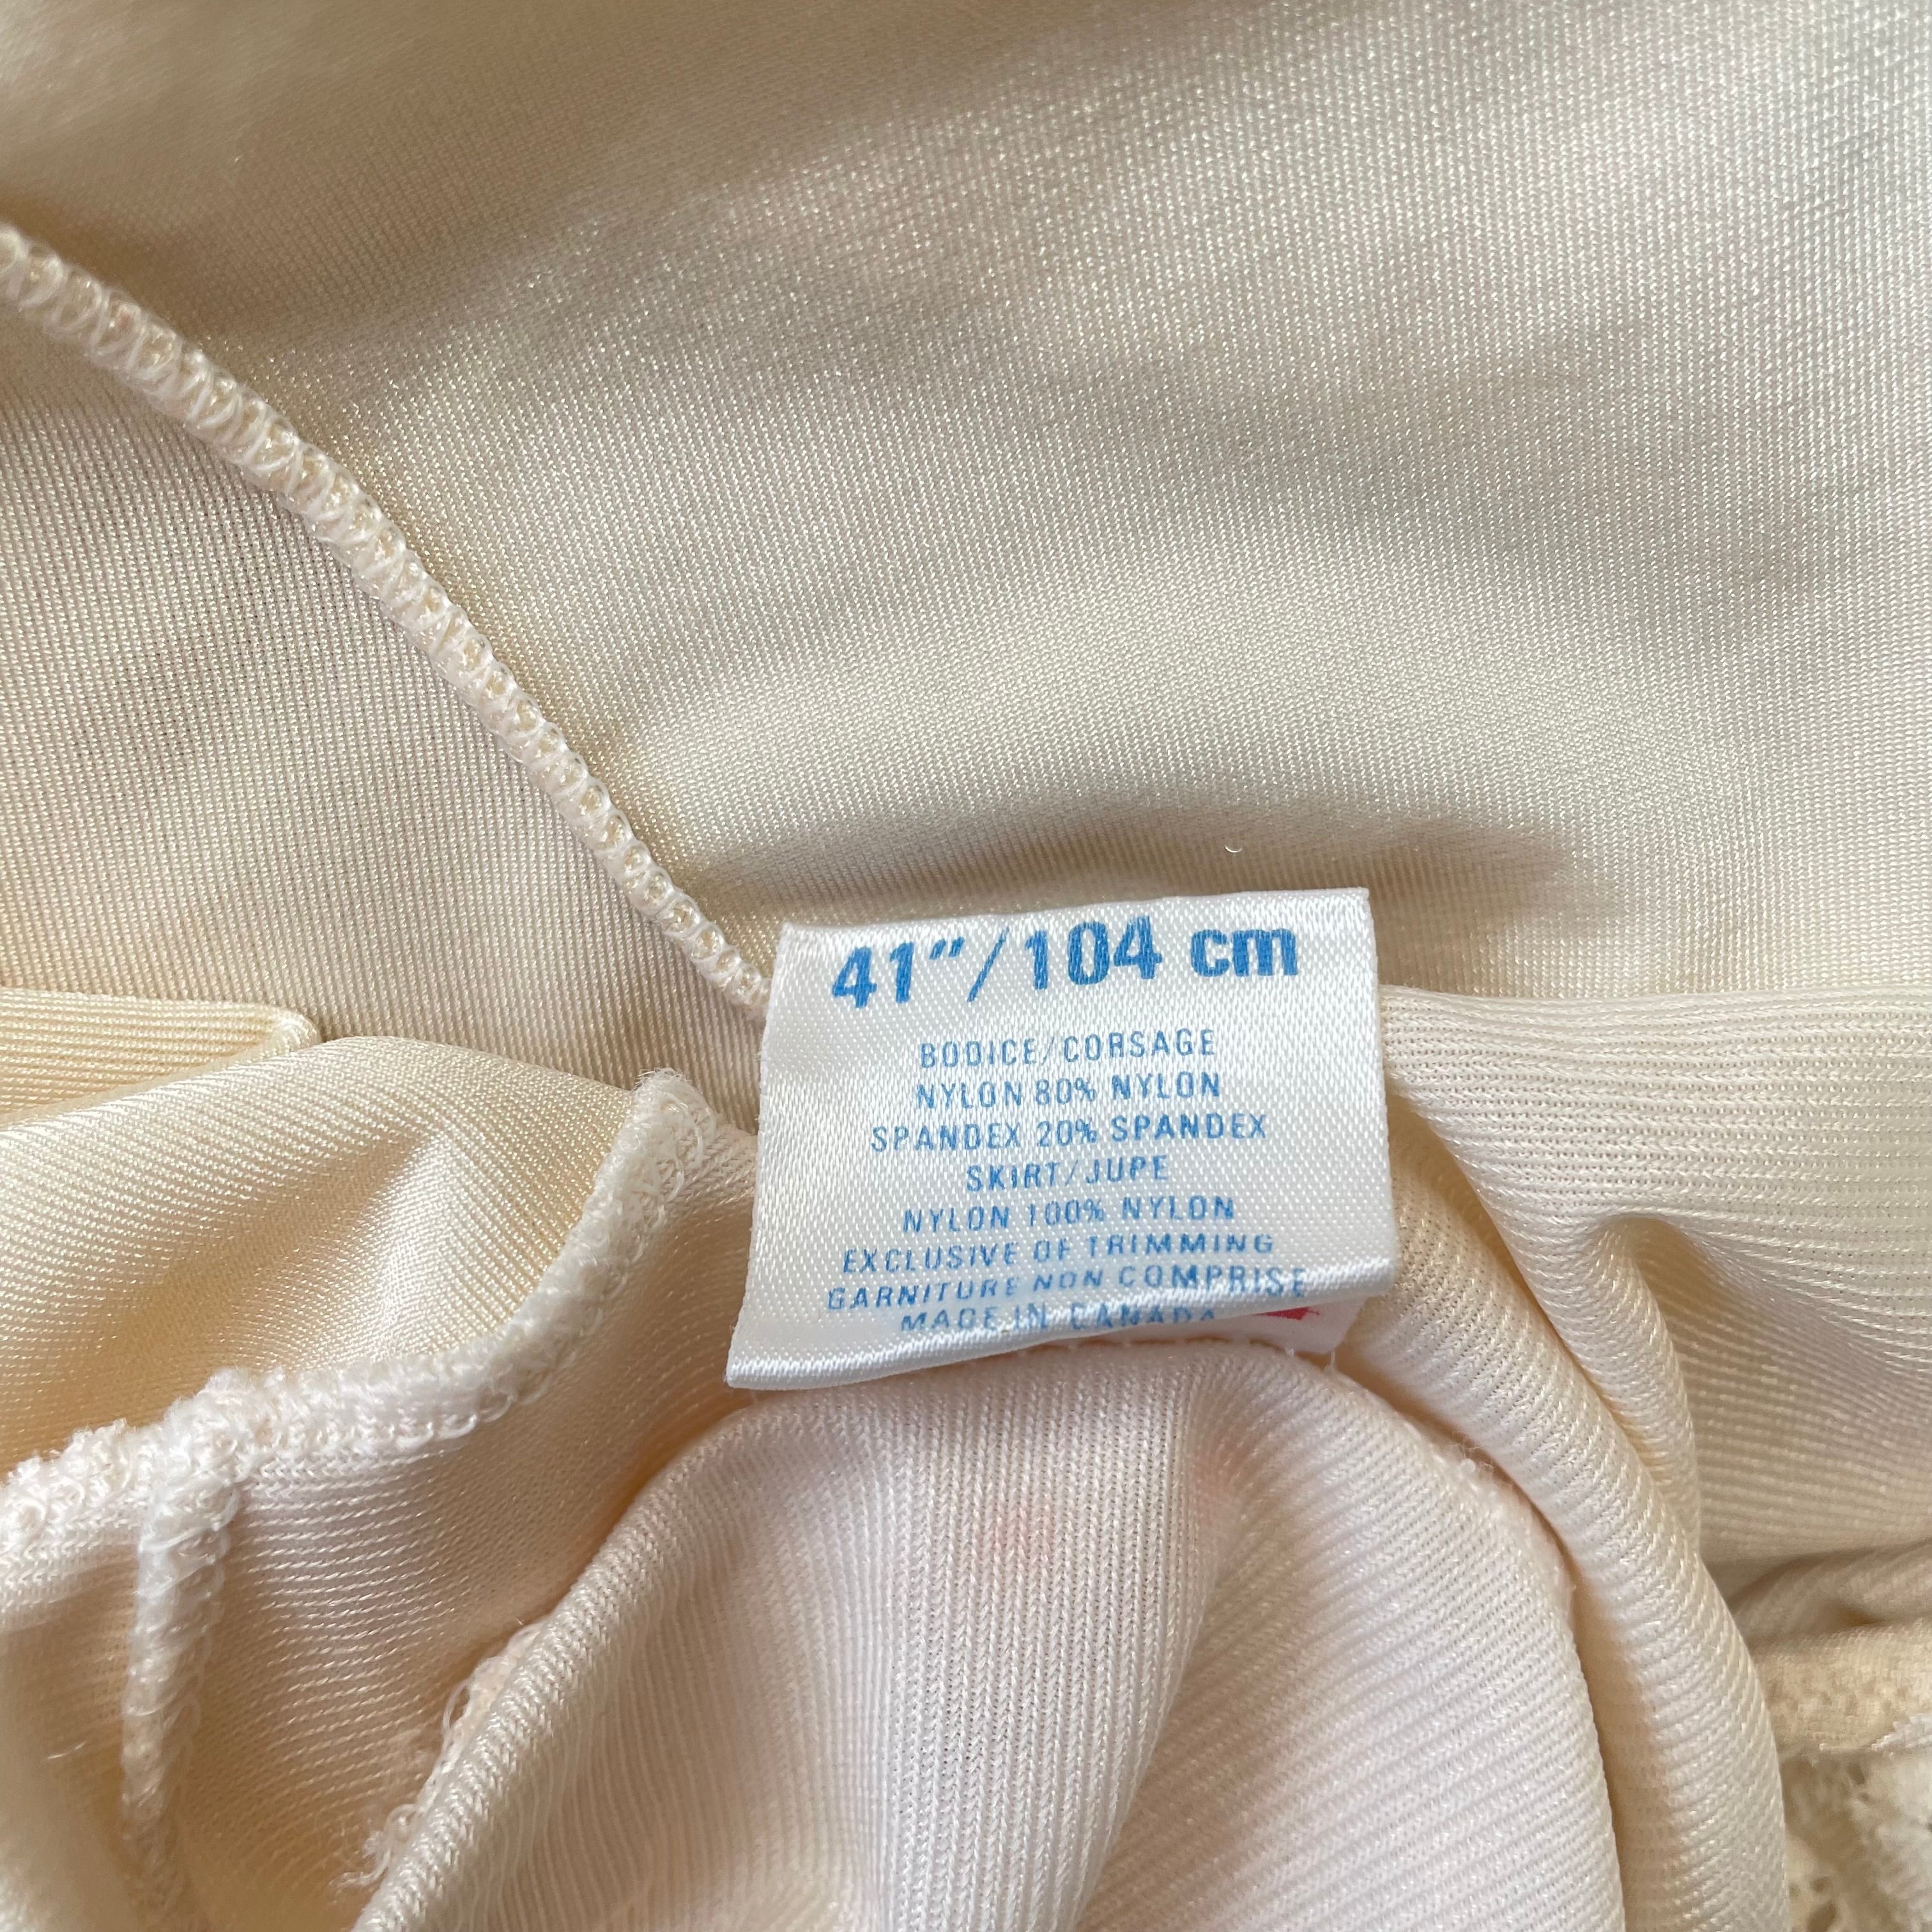 41"/104 cm
BODICE/CORSAGE
NYLON 80% NYLON
SPANDEX 20% SPANDEX
SKIRT/JUPE
NYLON 100% NYLON
EXCLUSIVE OF TRIMMING
GARNITURE NON COMPRISE
MADE IN CANADA